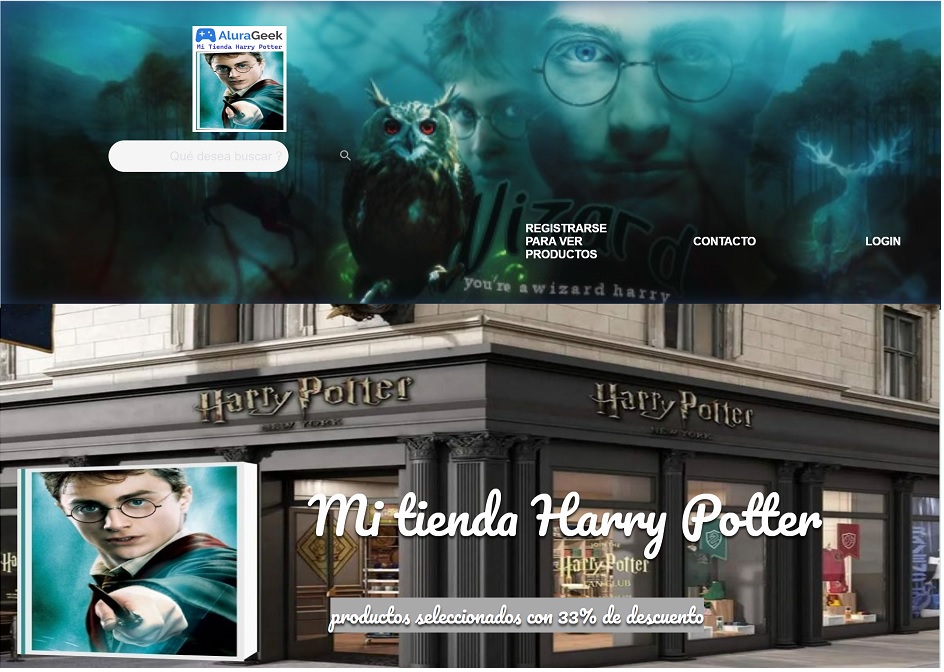 AluraGeek
Mi Tienda Harry Potter
Qué desea buscar ?
Wizard
you're a wizard harry
REGISTRARSE
PARA VER
PRODUCTOS
CONTACTO
LOGIN
Harry Potter
NEW YORK
Harry Potter
NEW YORK
Mi tienda Harry Potter
Harry Potter
FAN CLUB
productos seleccionados con 33% de descuento